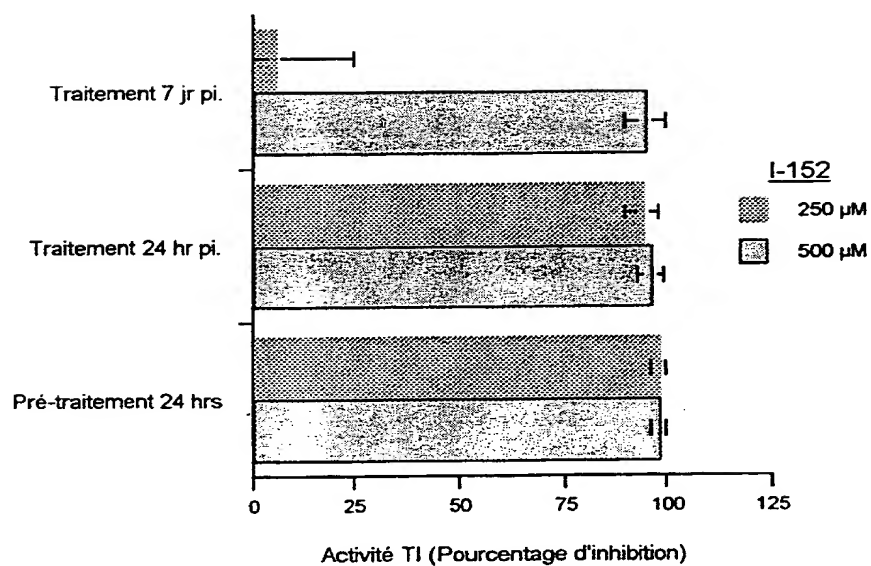 Traitement 7 jr pi.
Traitement 24 hr pi.
Pré-traitement 24 hrs
I-152
250 µM
500 µM
0 25 50 75 100 125
Activité TI (Pourcentage d'inhibition)